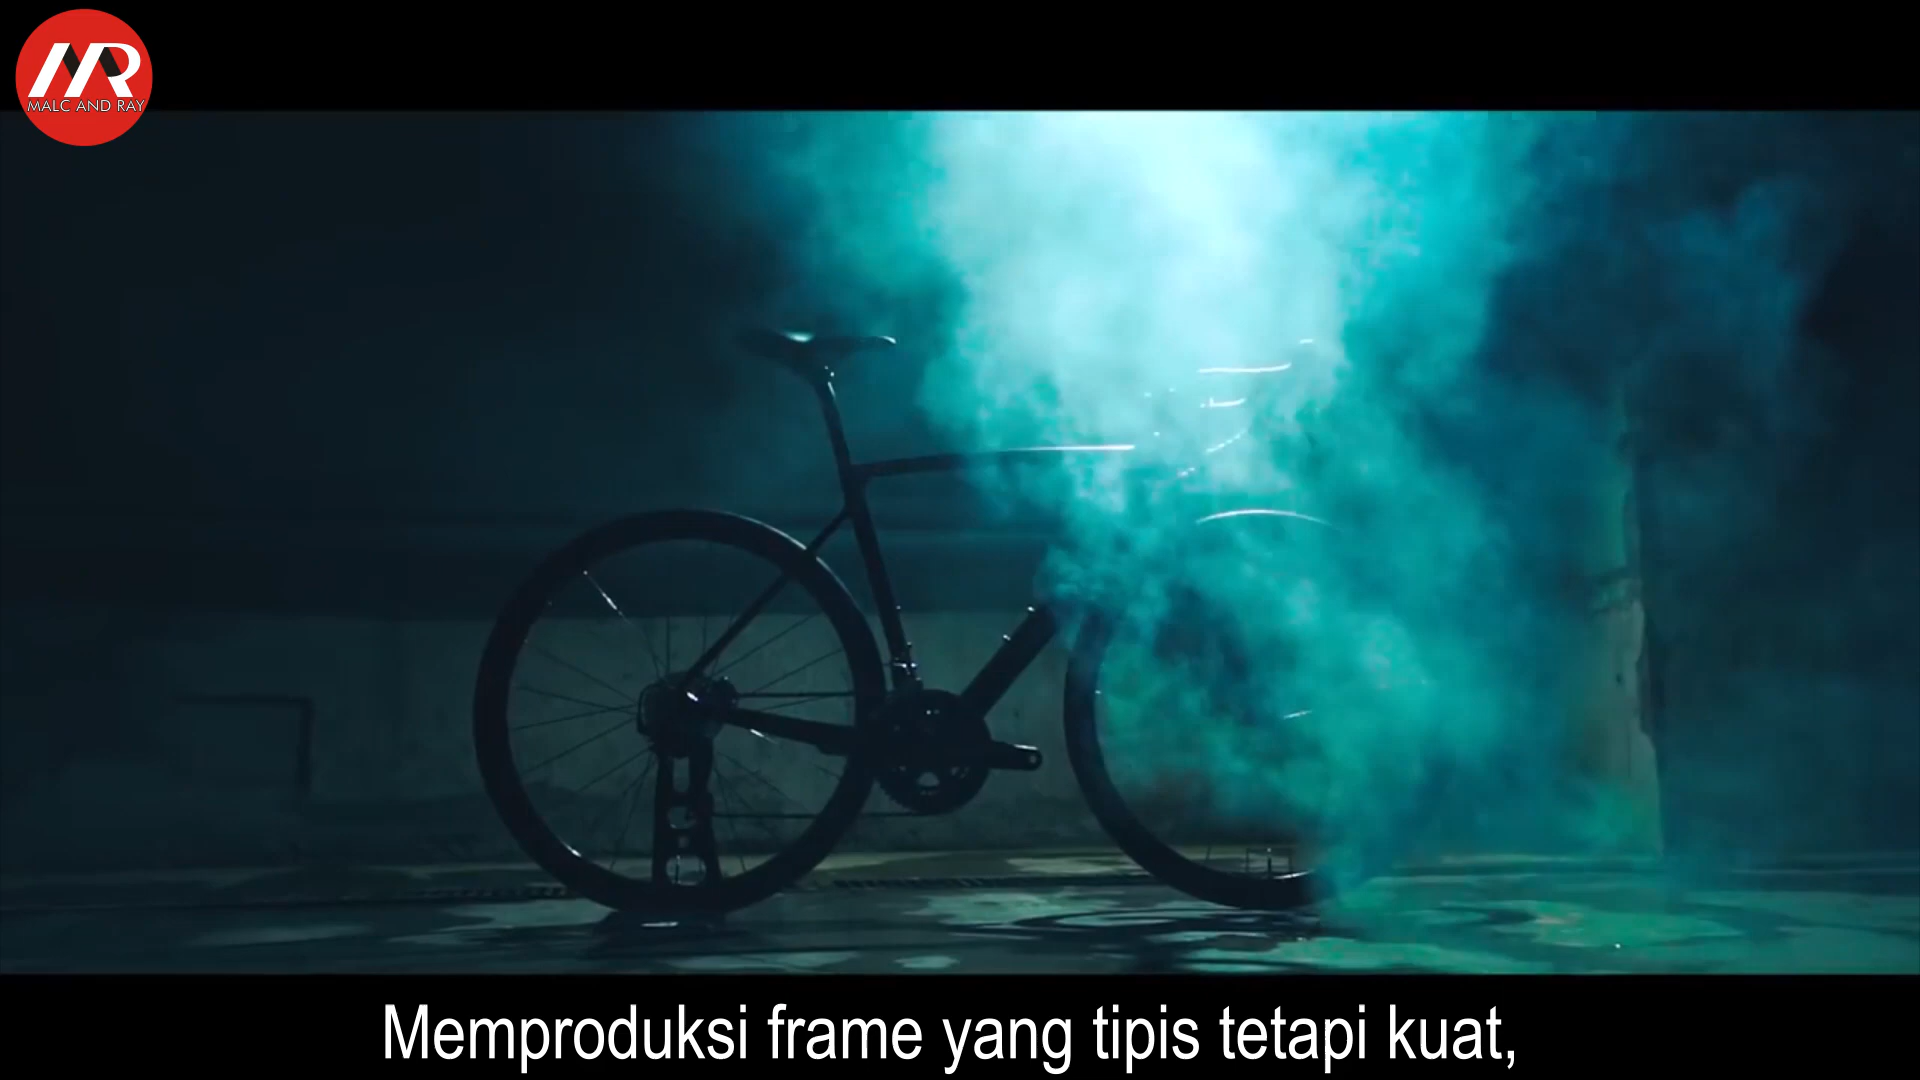 MR
MALC AND RAY
Memproduksi frame yang tipis tetapi kuat,